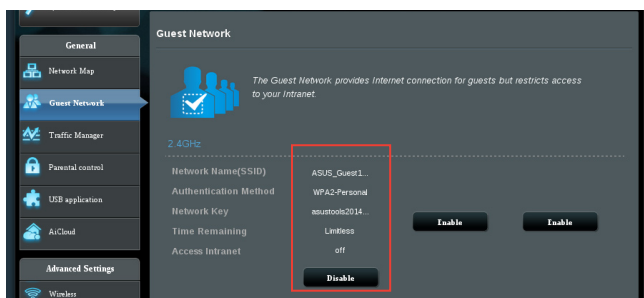 General
Network Map
Guest Network
Traffic Manager
Parental control
USB application
AiCloud
Advanced Settings
Wireless
Guest Network
The Guest Network provides Internet connection for guests but restricts access
to your Intranet.
2.4GHz
Network Name(SSID) ASUS_Guest1...
Authentication Method WPA2-Personal
Network Key asustools2014...
Time Remaining Limitless
Access Intranet off
Disable
Enable
Enable